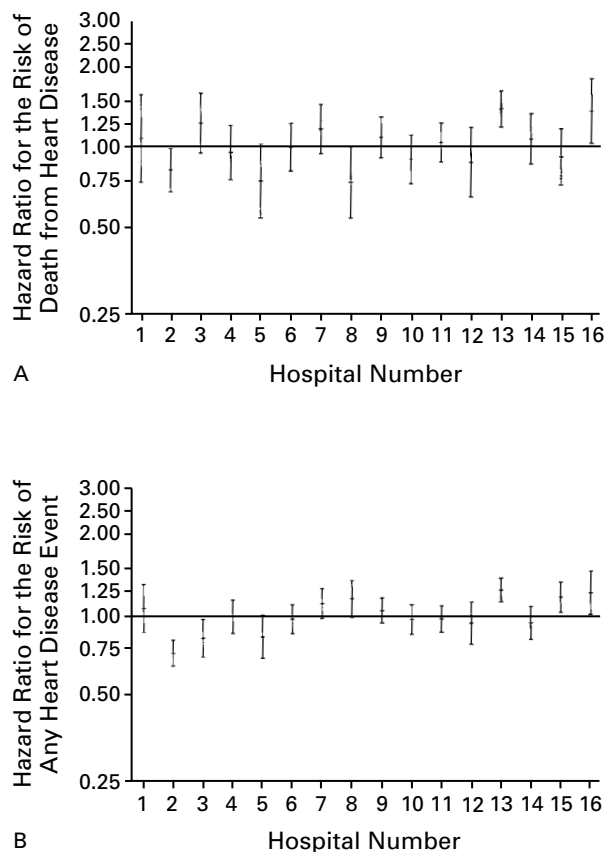 Hazard Ratio for the Risk of
Death from Heart Disease
3.00
2.50
2.00
1.50
1.25
1.00
0.75
0.50
0.25
1 2 3 4 5 6 7 8 9 10 11 12 13 14 15 16
A
Hospital Number
Hazard Ratio for the Risk of
Any Heart Disease Event
3.00
2.50
2.00
1.50
1.25
1.00
0.75
0.50
0.25
1 2 3 4 5 6 7 8 9 10 11 12 13 14 15 16
B
Hospital Number